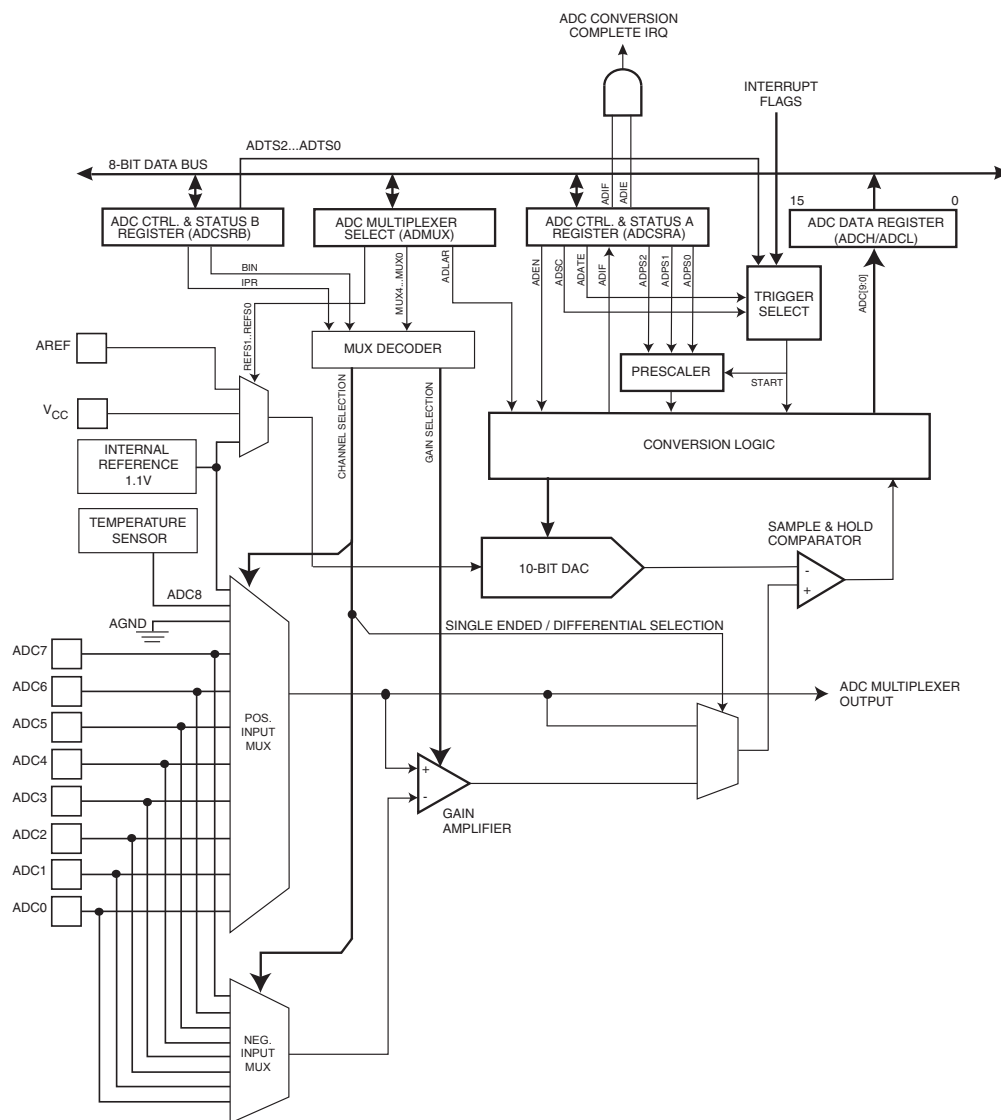 ADC CONVERSION
COMPLETE IRQ
INTERRUPT
FLAGS
ADTS2...ADTS0
8-BIT DATA BUS
ADIF
ADIE
15
0
ADC CTRL. & STATUS B
REGISTER (ADCSRB)
ADC MULTIPLEXER
SELECT (ADMUX)
ADC CTRL. & STATUS A
REGISTER (ADCSRA)
ADC DATA REGISTER
(ADCH/ADCL)
BIN
IPR
REFS1..REFS0
MUX4...MUX0
ADLAR
ADEN
ADSC
ADATE
ADIF
ADPS2
ADPS1
ADPS0
ADC[9:0]
TRIGGER
SELECT
MUX DECODER
PRESCALER
START
AREF
VCC
CHANNEL SELECTION
GAIN SELECTION
INTERNAL
REFERENCE
1.1V
CONVERSION LOGIC
TEMPERATURE
SENSOR
SAMPLE & HOLD
COMPARATOR
10-BIT DAC
-
+
ADC8
AGND
SINGLE ENDED / DIFFERENTIAL SELECTION
ADC7
ADC6
ADC5
ADC4
ADC3
ADC2
ADC1
ADC0
POS.
INPUT
MUX
ADC MULTIPLEXER
OUTPUT
+
-
GAIN
AMPLIFIER
NEG.
INPUT
MUX